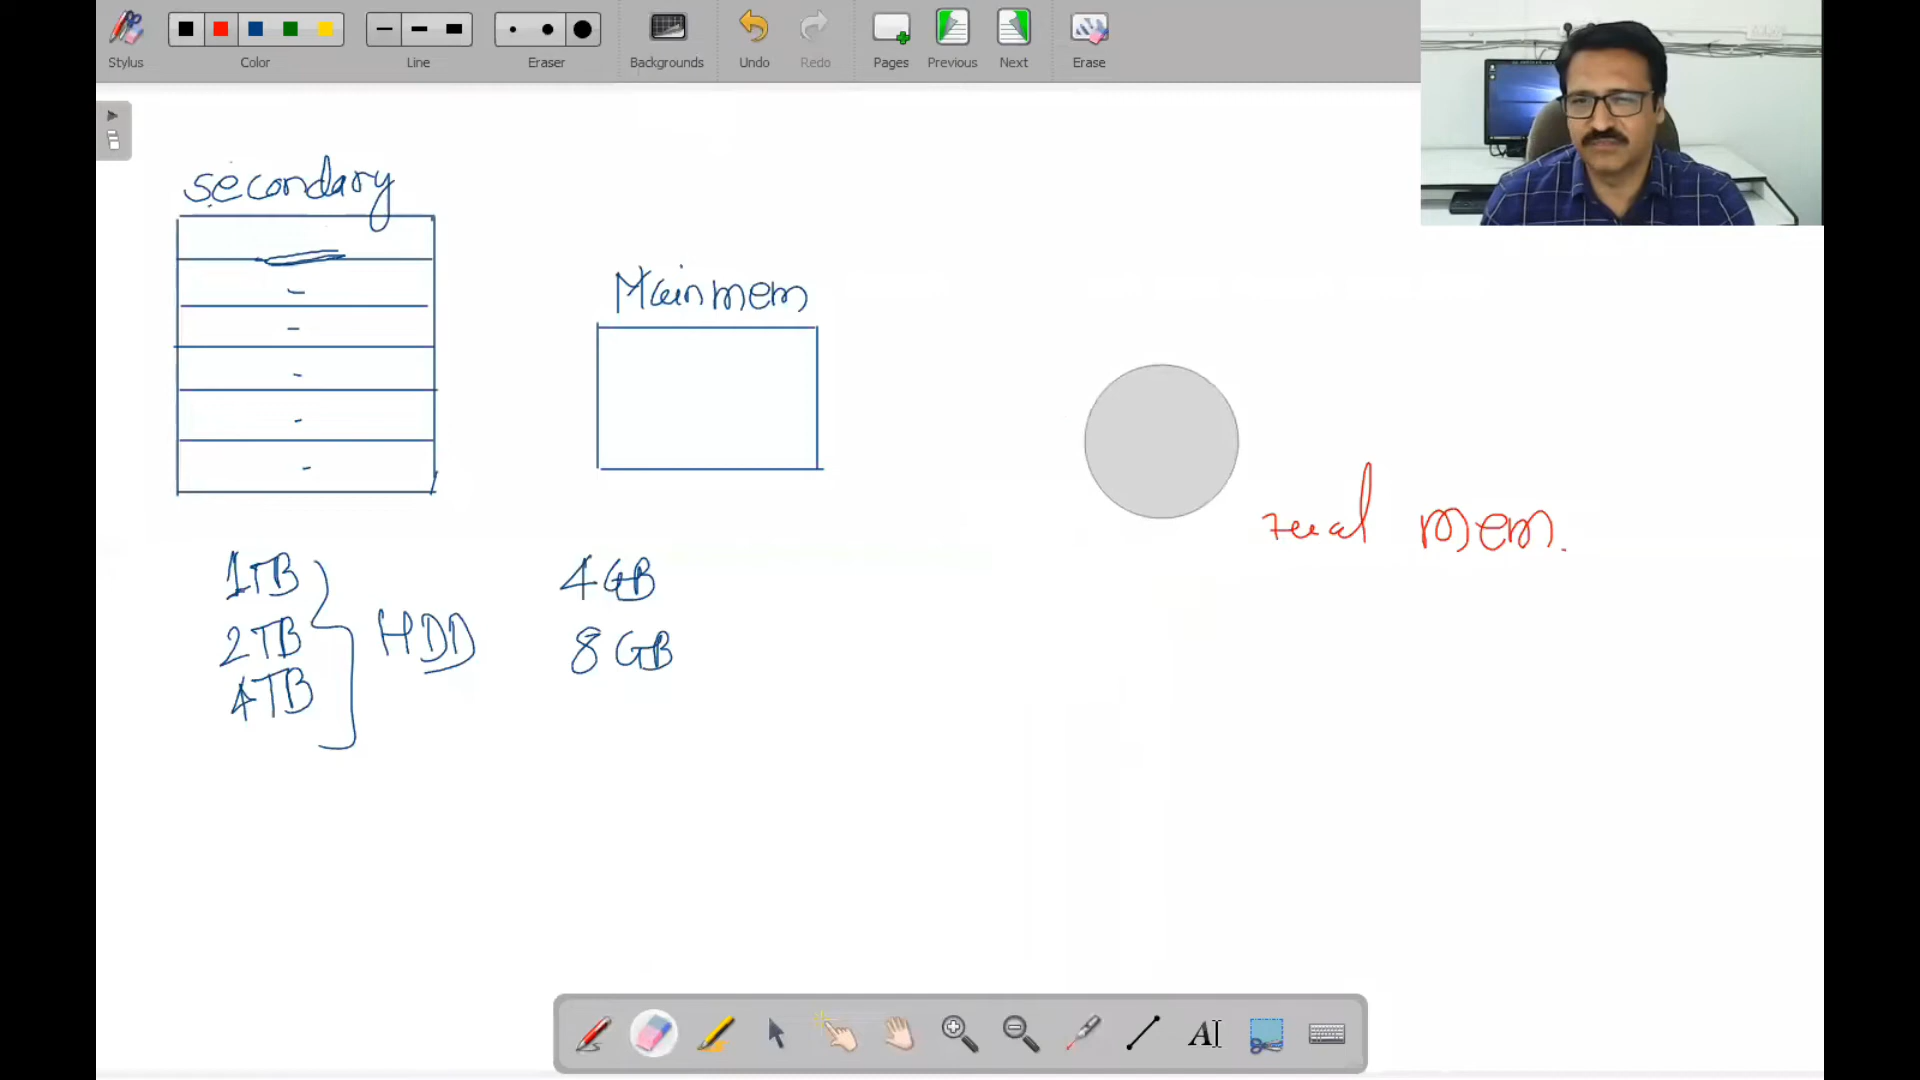 Stylus
Color
Line
Eraser
Backgrounds
Undo
Redo
Pages
Previous
Next
Erase
secondary
Mainmem
mem.
1TB
2TB
4TB
HDD
4GB
8GB